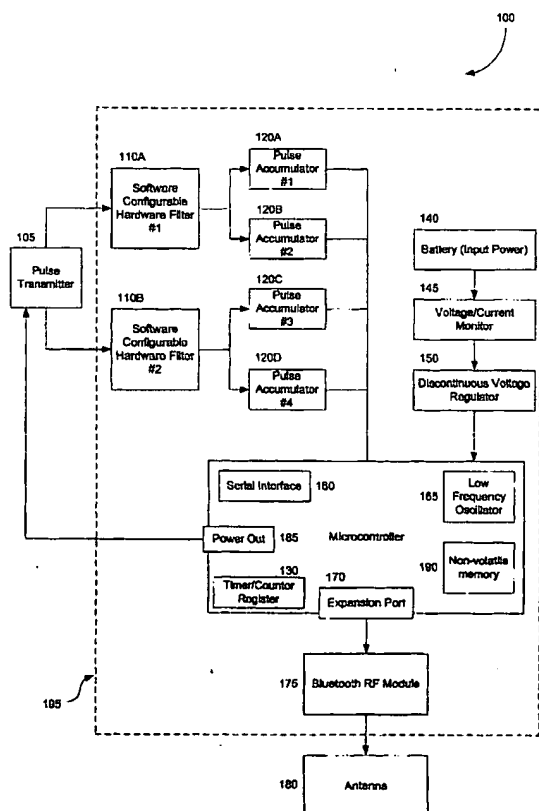 100
120A
110A
Pulse
Accumulator
#1
Software
Configurable
Hardware Filter
#1
105
120B
140
Pulse
Accumulator
#2
Battery (Input Power)
Pulse
Transmitter
120C
145
110B
Pulse
Accumulator
#3
Voltage/Current
Monitor
Software
Configurable
Hardware Filter
#2
120D
150
Pulse
Accumulator
#4
Discontinuous Voltage
Regulator
Serial Interface
160
165
Low
Frequency
Oscillator
Power Out
185
Microcontroller
130
170
190
Non-volatile
memory
Timer/Counter
Register
Expansion Port
175
Bluetooth RF Module
195
180
Antenna